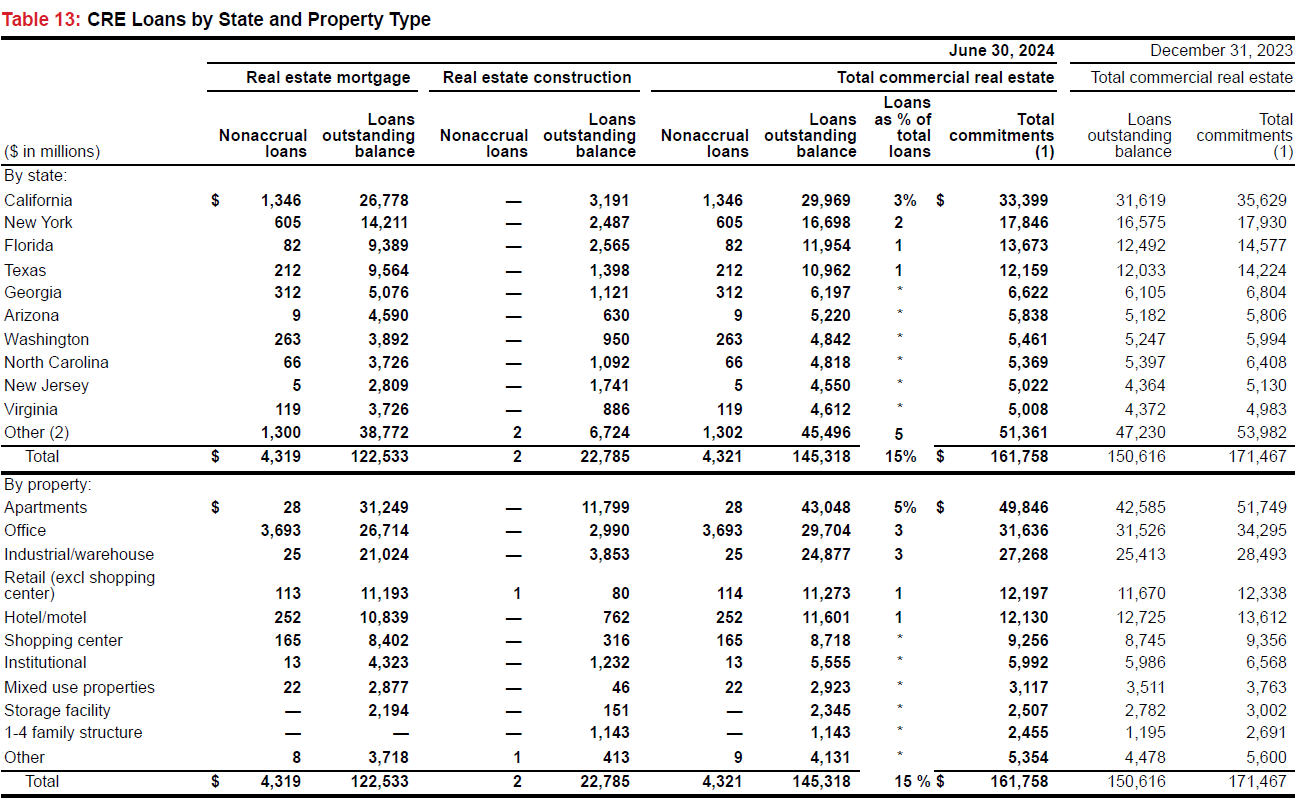 Table 13: CRE Loans by State and Property Type
June 30, 2024 December 31, 2023
Real estate mortgage Real estate construction Total commercial real estate Total commercial real estate
($ in millions) Nonaccrual loans Loans outstanding balance Nonaccrual loans Loans outstanding balance Nonaccrual loans Loans outstanding balance Loans as % of total loans Total commitments (1) Loans outstanding balance Total commitments (1)
By state:
California $ 1,346 26,778 — 3,191 1,346 29,969 3% $ 33,399 31,619 35,629
New York 605 14,211 — 2,487 605 16,698 2 17,846 16,575 17,930
Florida 82 9,389 — 2,565 82 11,954 1 13,673 12,492 14,577
Texas 212 9,564 — 1,398 212 10,962 1 12,159 12,033 14,224
Georgia 312 5,076 — 1,121 312 6,197 * 6,622 6,105 6,804
Arizona 9 4,590 — 630 9 5,220 * 5,838 5,182 5,806
Washington 263 3,892 — 950 263 4,842 * 5,461 5,247 5,994
North Carolina 66 3,726 — 1,092 66 4,818 * 5,369 5,397 6,408
New Jersey 5 2,809 — 1,741 5 4,550 * 5,022 4,364 5,130
Virginia 119 3,726 — 886 119 4,612 * 5,008 4,372 4,983
Other (2) 1,300 38,772 2 6,724 1,302 45,496 5 51,361 47,230 53,982
Total $ 4,319 122,533 2 22,785 4,321 145,318 15% $ 161,758 150,616 171,467
By property:
Apartments $ 28 31,249 — 11,799 28 43,048 5% $ 49,846 42,585 51,749
Office 3,693 26,714 — 2,990 3,693 29,704 3 31,636 31,526 34,295
Industrial/warehouse 25 21,024 — 3,853 25 24,877 3 27,268 25,413 28,493
Retail (excl shopping
center) 113 11,193 1 80 114 11,273 1 12,197 11,670 12,338
Hotel/motel 252 10,839 — 762 252 11,601 1 12,130 12,725 13,612
Shopping center 165 8,402 — 316 165 8,718 * 9,256 8,745 9,356
Institutional 13 4,323 — 1,232 13 5,555 * 5,992 5,986 6,568
Mixed use properties 22 2,877 — 46 22 2,923 * 3,117 3,511 3,763
Storage facility — 2,194 — 151 — 2,345 * 2,507 2,782 3,002
1-4 family structure — — — 1,143 — 1,143 * 2,455 1,195 2,691
Other 8 3,718 1 413 9 4,131 * 5,354 4,478 5,600
Total $ 4,319 122,533 2 22,785 4,321 145,318 15 % $ 161,758 150,616 171,467